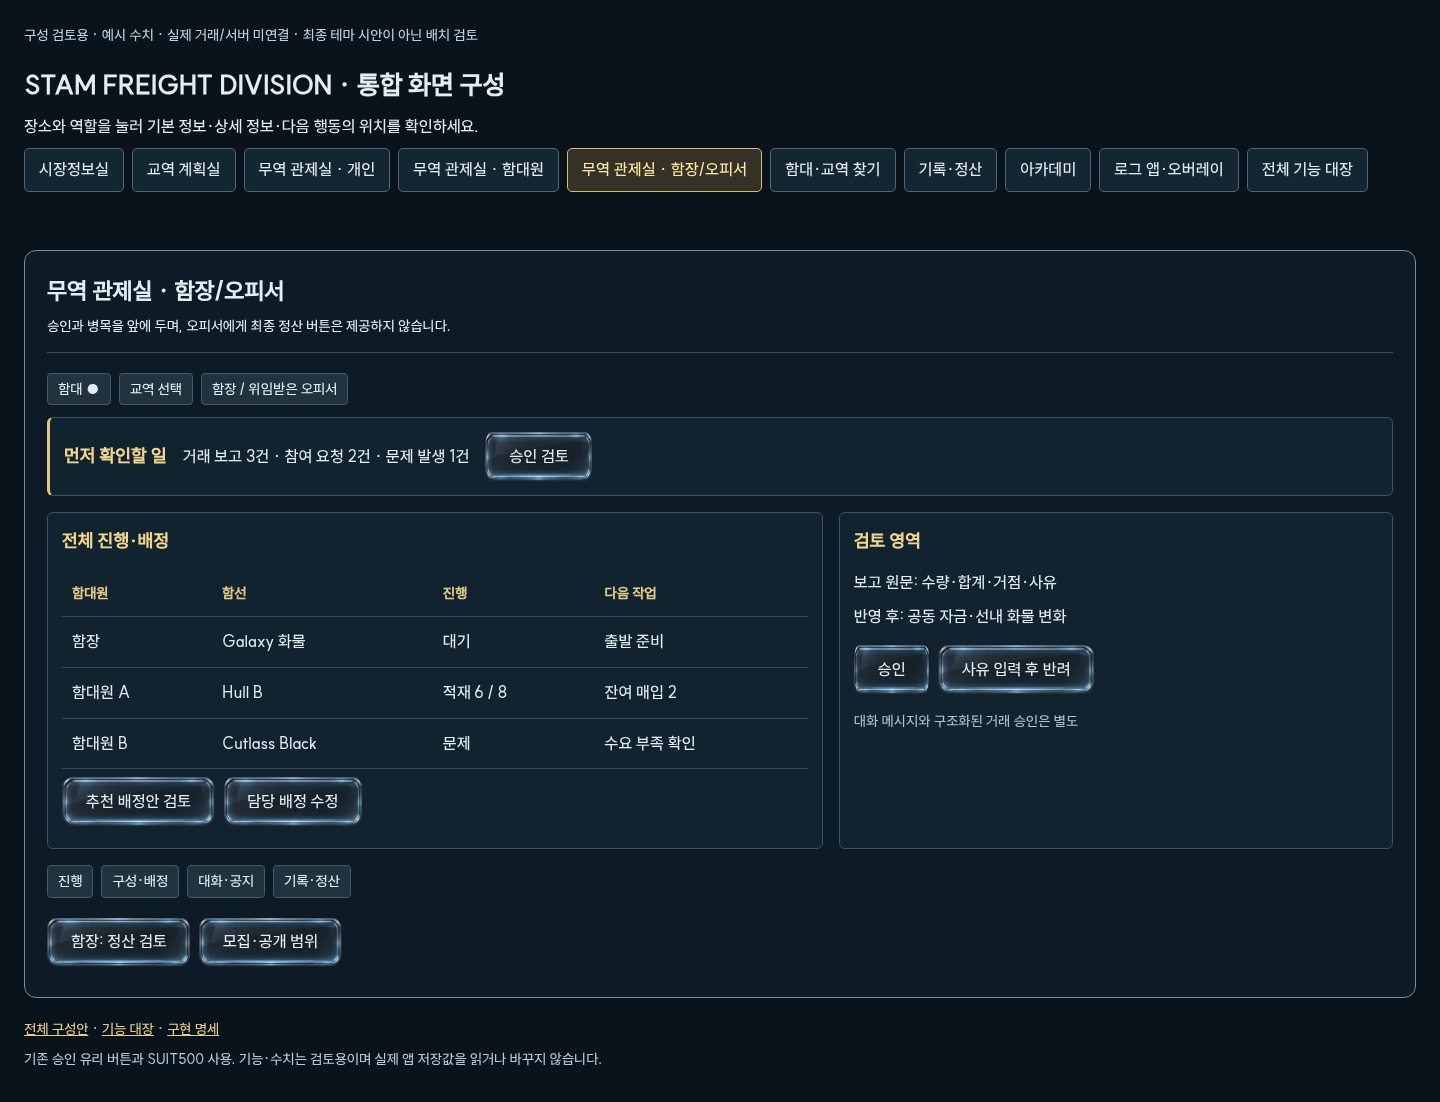 구성 검토용 · 예시 수치 · 실제 거래/서버 미연결 · 최종 테마 시안이 아닌 배치 검토
STAM FREIGHT DIVISION · 통합 화면 구성
장소와 역할을 눌러 기본 정보·상세 정보·다음 행동의 위치를 확인하세요.
시장정보실 교역 계획실 무역 관제실 · 개인 무역 관제실 · 함대원 무역 관제실 · 함장/오피서 함대·교역 찾기 기록·정산 아카데미 로그 앱·오버레이 전체 기능 대장
무역 관제실 · 함장/오피서
승인과 병목을 앞에 두며, 오피서에게 최종 정산 버튼은 제공하지 않습니다.
함대 ● 교역 선택 함장 / 위임받은 오피서
먼저 확인할 일 거래 보고 3건 · 참여 요청 2건 · 문제 발생 1건 승인 검토
전체 진행·배정
함대원 함선 진행 다음 작업
함장 Galaxy 화물 대기 출발 준비
함대원 A Hull B 적재 6 / 8 잔여 매입 2
함대원 B Cutlass Black 문제 수요 부족 확인
추천 배정안 검토 담당 배정 수정
검토 영역
보고 원문: 수량·합계·거점·사유
반영 후: 공동 자금·선내 화물 변화
승인 사유 입력 후 반려
대화 메시지와 구조화된 거래 승인은 별도
진행 구성·배정 대화·공지 기록·정산
함장: 정산 검토 모집·공개 범위
전체 구성안 · 기능 대장 · 구현 명세
기존 승인 유리 버튼과 SUIT500 사용. 기능·수치는 검토용이며 실제 앱 저장값을 읽거나 바꾸지 않습니다.